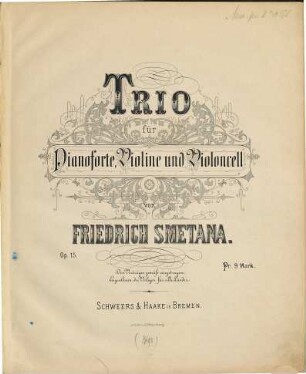 TRIO
für
Pianoforte, Violine und Violoncell
von
FRIEDRICH SMETANA.
Op. 15. Pr. 9 Mark.
SCHWEERS & HAAKE IN BREMEN.